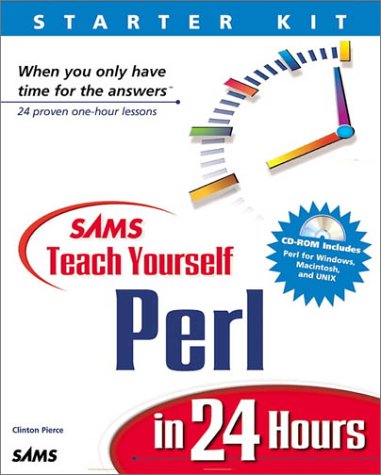 STARTER KIT
When you only have
time for the answers™
24 proven one-hour lessons
CD-ROM Includes
Perl for Windows,
Macintosh,
and UNIX
SAMS
Teach Yourself
Perl
in 24 Hours
Clinton Pierce
SAMS